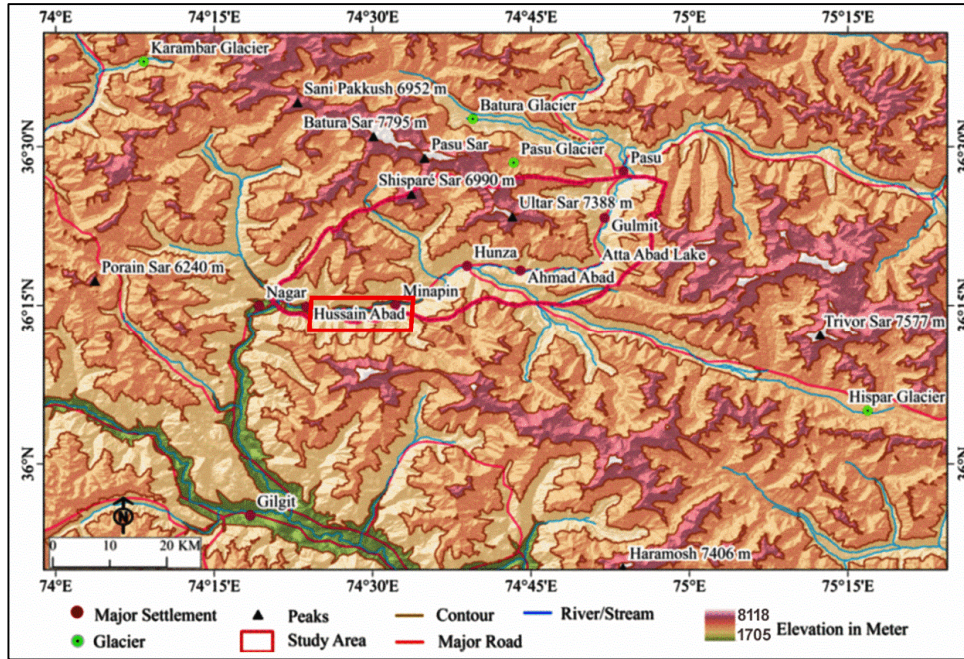 74°E
74°15'E
74°30'E
74°45'E
75°E
75°15'E
Karambar Glacier
Sani Pakkush 6952 m
Batura Glacier
Batura Sar 7795 m
36°30'N
36°30'N
Pasu Sar
Pasu Glacier
Pasu
Shisparé Sar 6990 m
Ultar Sar 7388 m
Gulmit
Hunza
Atta Abad Lake
Porain Sar 6240 m
Ahmad Abad
Nagar
Minapin
36°15'N
36°15'N
Hussain Abad
Trivor Sar 7577 m
Hispar Glacier
36°N
36°N
Gilgit
N
0 10 20 KM
Haramosh 7406 m
74°E
74°15'E
74°30'E
74°45'E
75°E
75°15'E
Major Settlement
Peaks
Contour
River/Stream
8118
1705
Elevation in Meter
Glacier
Study Area
Major Road